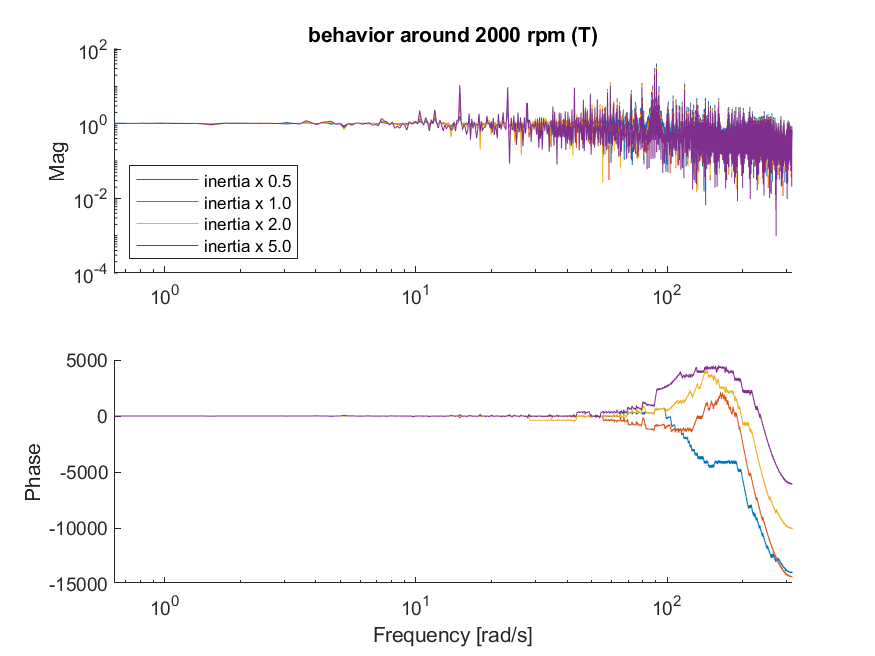 behavior around 2000 rpm (T)
10^2
10^0
10^-2
10^-4
Mag
inertia x 0.5
inertia x 1.0
inertia x 2.0
inertia x 5.0
10^0 10^1 10^2
5000
0
-5000
-10000
-15000
Phase
10^0 10^1 10^2
Frequency [rad/s]